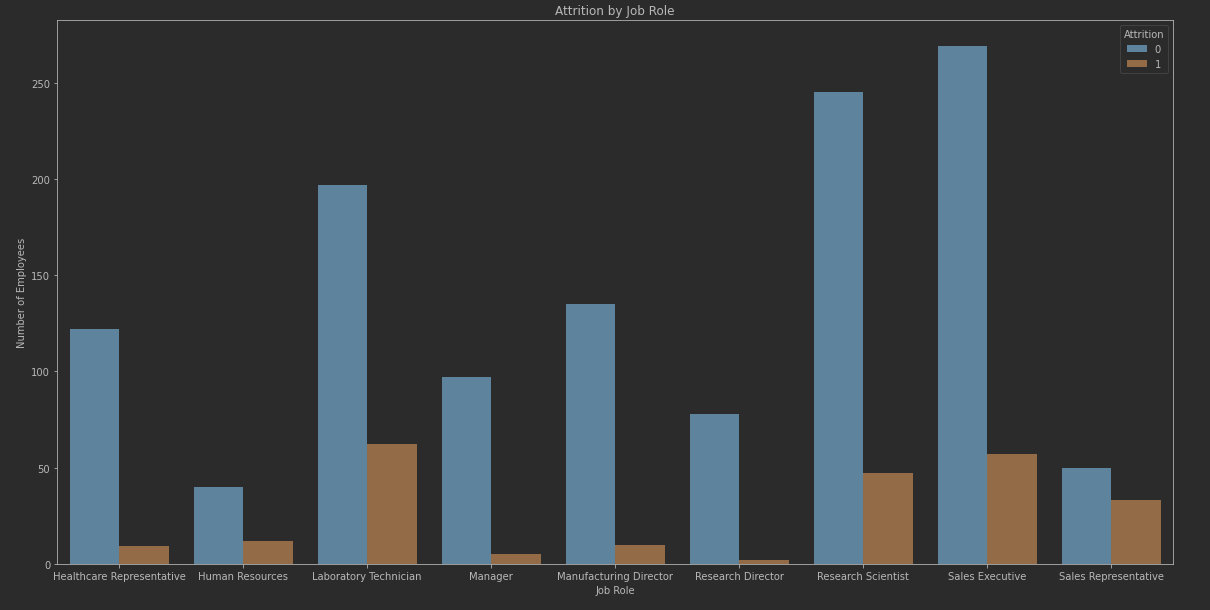 Attrition by Job Role
Attrition
0
1
Number of Employees
250
200
150
100
50
0
Healthcare Representative Human Resources Laboratory Technician Manager Manufacturing Director Research Director Research Scientist Sales Executive Sales Representative
Job Role